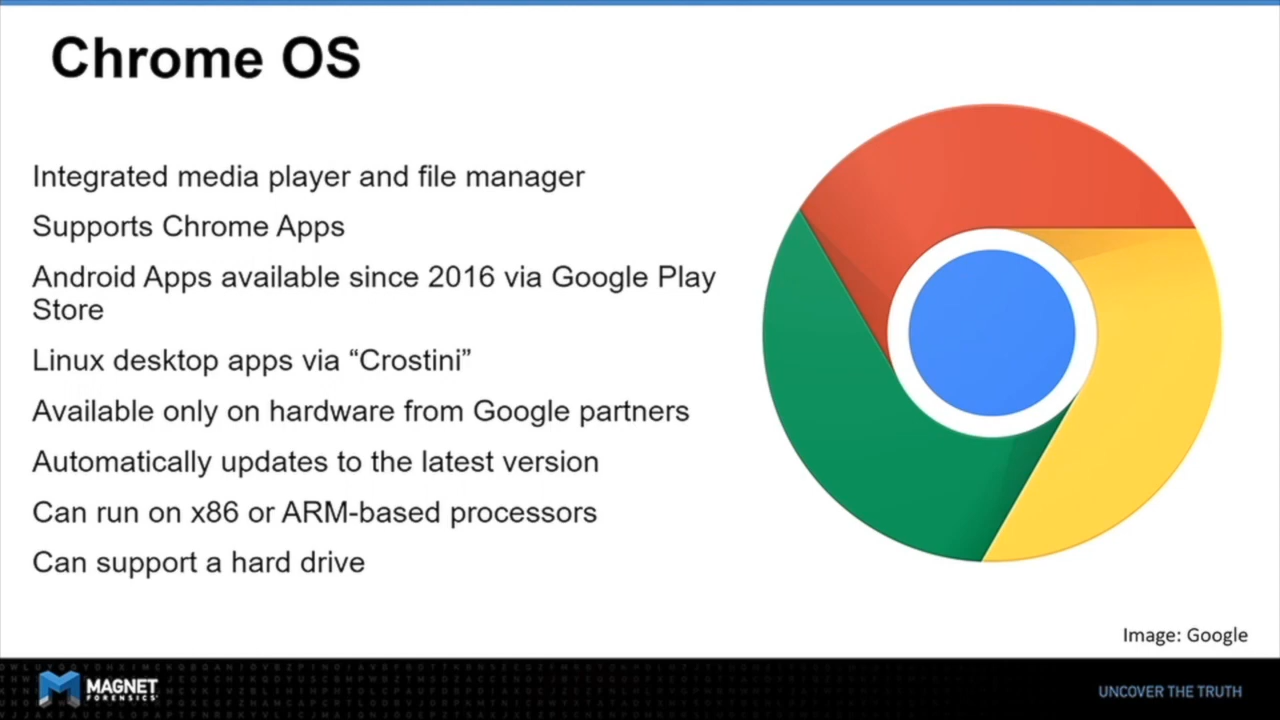 Chrome OS
Integrated media player and file manager
Supports Chrome Apps
Android Apps available since 2016 via Google Play
Store
Linux desktop apps via “Crostini”
Available only on hardware from Google partners
Automatically updates to the latest version
Can run on x86 or ARM-based processors
Can support a hard drive
Image: Google
MAGNET
FORENSICS
UNCOVER THE TRUTH